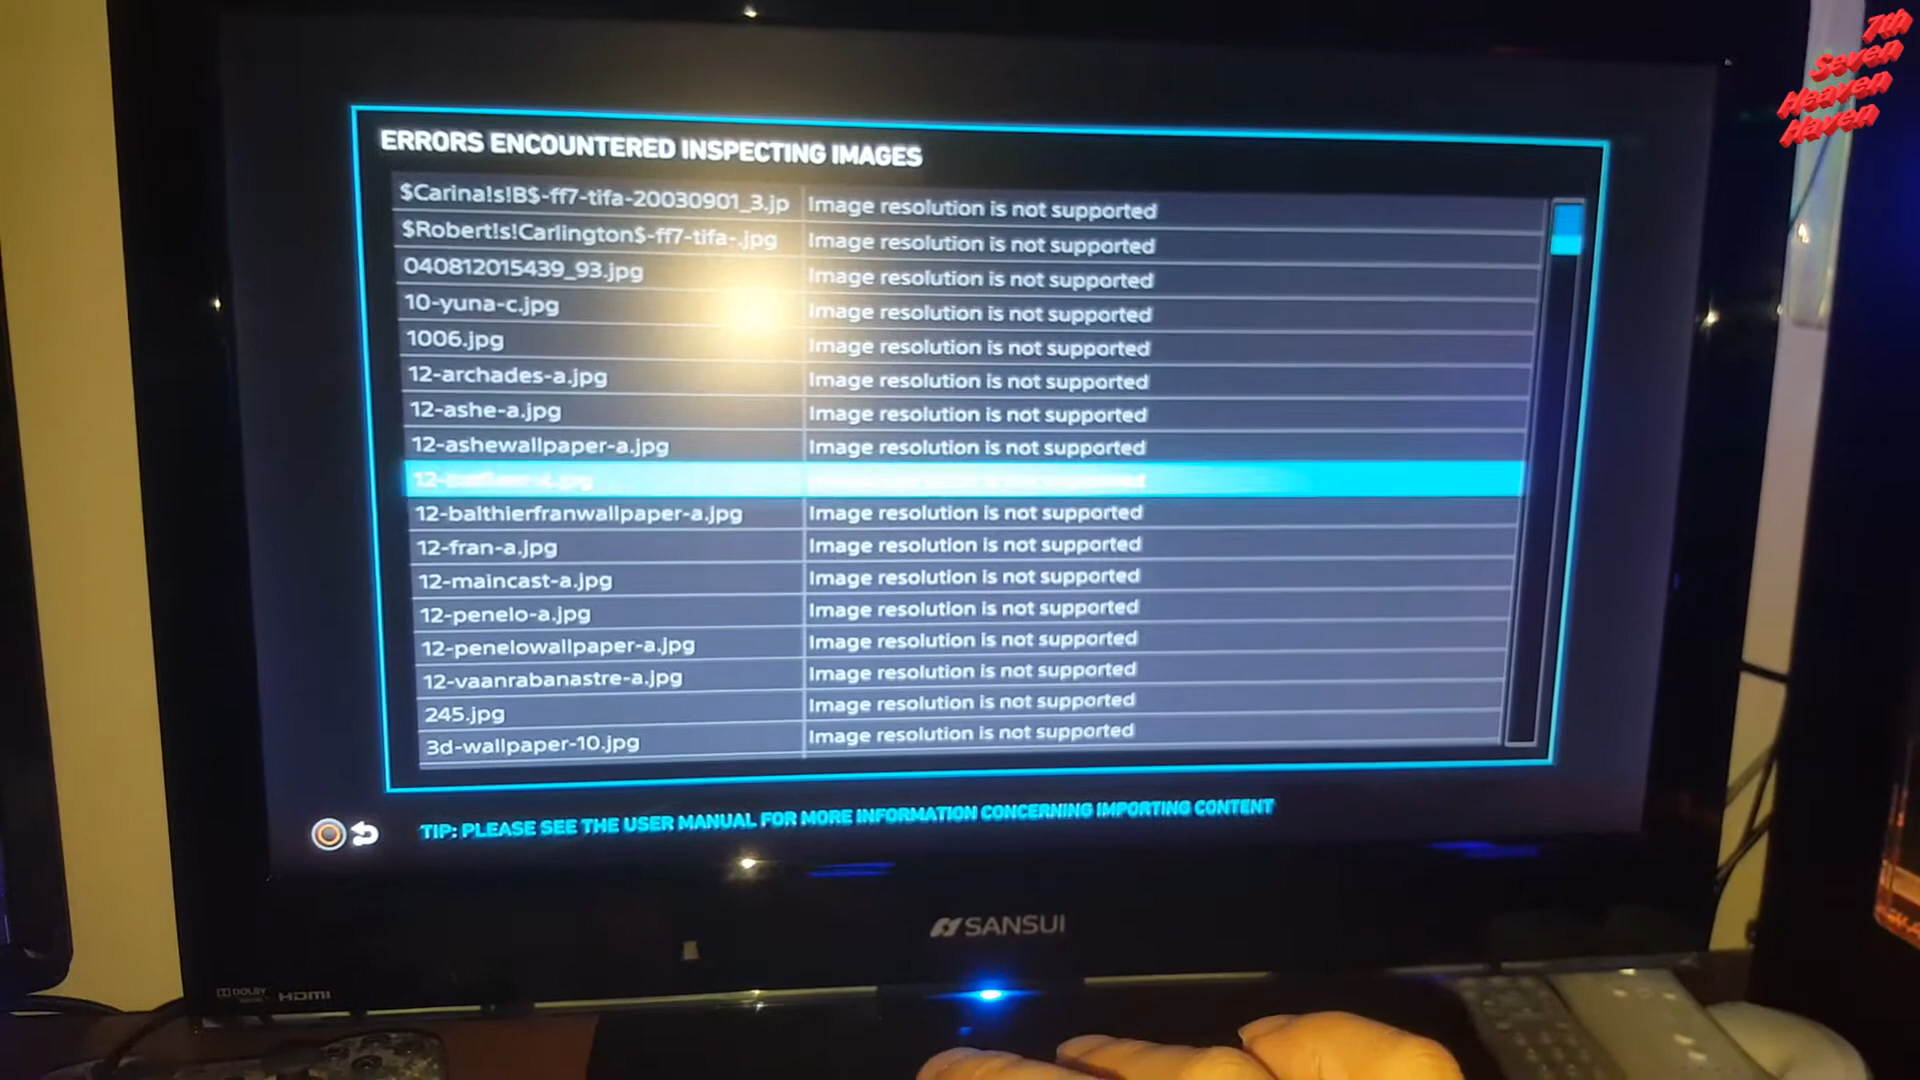 7th
Seven
Heaven
Haven
ERRORS ENCOUNTERED INSPECTING IMAGES
$Carina!s!B$-ff7-tifa-20030901_3.jp Image resolution is not supported
$Robert!s!Carlington$-ff7-tifa-.jpg Image resolution is not supported
040812015439_93.jpg Image resolution is not supported
10-yuna-c.jpg Image resolution is not supported
1006.jpg Image resolution is not supported
12-archades-a.jpg Image resolution is not supported
12-ashe-a.jpg Image resolution is not supported
12-ashewallpaper-a.jpg Image resolution is not supported
12-balthierfranwallpaper-a.jpg Image resolution is not supported
12-fran-a.jpg Image resolution is not supported
12-maincast-a.jpg Image resolution is not supported
12-penelo-a.jpg Image resolution is not supported
12-penelowallpaper-a.jpg Image resolution is not supported
12-vaanrabanastre-a.jpg Image resolution is not supported
245.jpg Image resolution is not supported
3d-wallpaper-10.jpg Image resolution is not supported
TIP: PLEASE SEE THE USER MANUAL FOR MORE INFORMATION CONCERNING IMPORTING CONTENT
SANSUI
DOLBY
HDMI